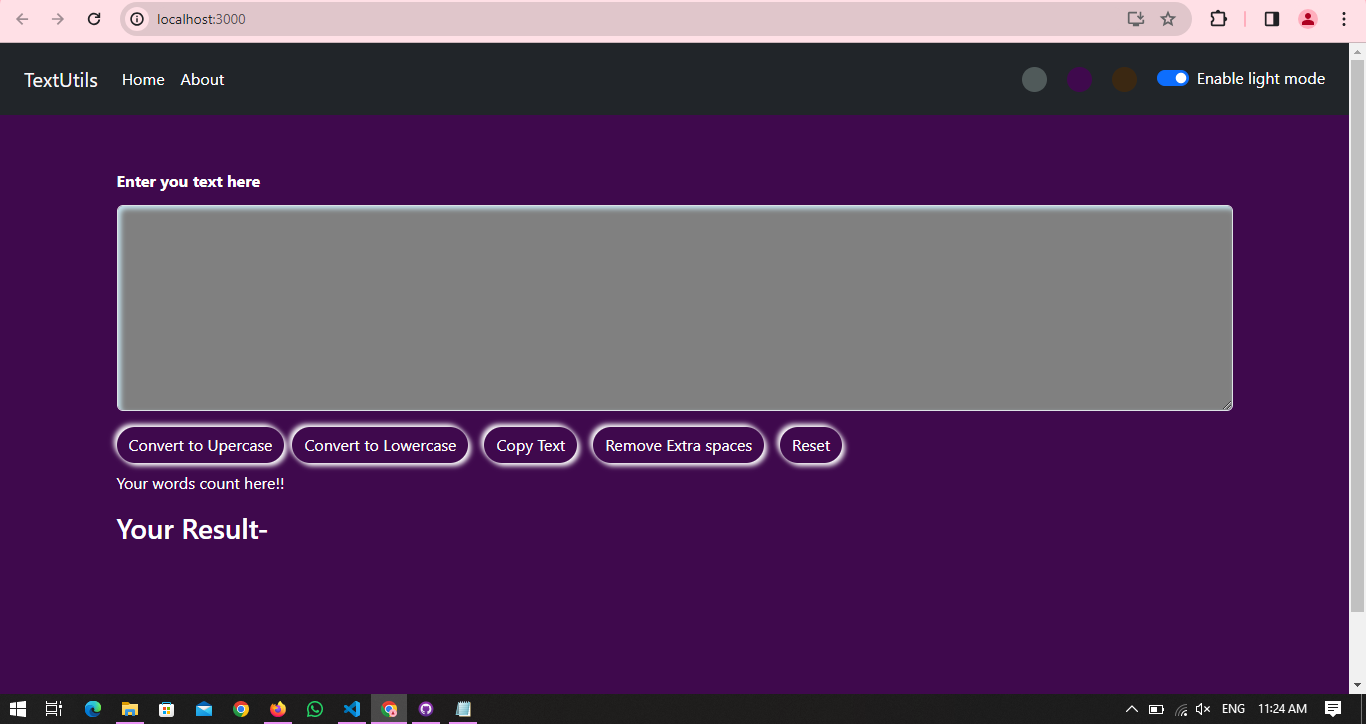 localhost:3000
TextUtils Home About Enable light mode
Enter you text here
Convert to Upercase Convert to Lowercase Copy Text Remove Extra spaces Reset
Your words count here!!
Your Result-
ENG 11:24 AM